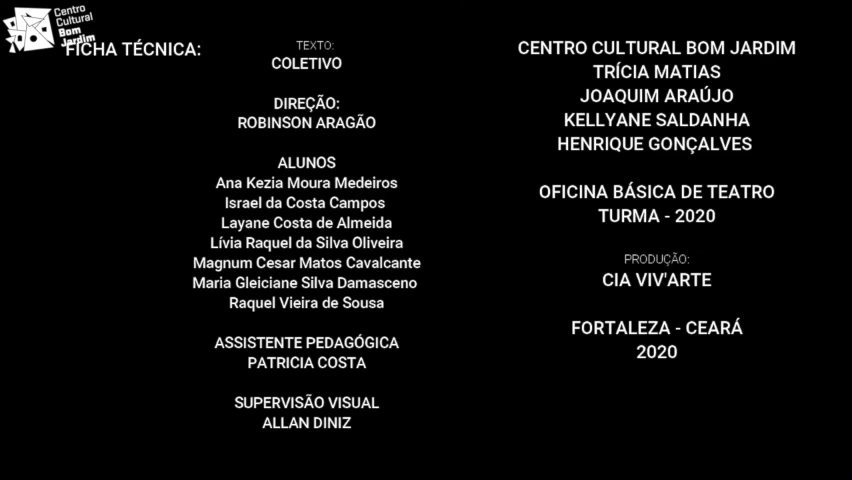 Centro
Cultural
Bom
Jardim
FICHA TÉCNICA:
TEXTO:
COLETIVO
DIREÇÃO:
ROBINSON ARAGÃO
ALUNOS
Ana Kezia Moura Medeiros
Israel da Costa Campos
Layane Costa de Almeida
Lívia Raquel da Silva Oliveira
Magnum Cesar Matos Cavalcante
Maria Gleiciane Silva Damasceno
Raquel Vieira de Sousa
ASSISTENTE PEDAGÓGICA
PATRICIA COSTA
SUPERVISÃO VISUAL
ALLAN DINIZ
CENTRO CULTURAL BOM JARDIM
TRÍCIA MATIAS
JOAQUIM ARAÚJO
KELLYANE SALDANHA
HENRIQUE GONÇALVES
OFICINA BÁSICA DE TEATRO
TURMA - 2020
PRODUÇÃO:
CIA VIV'ARTE
FORTALEZA - CEARÁ
2020